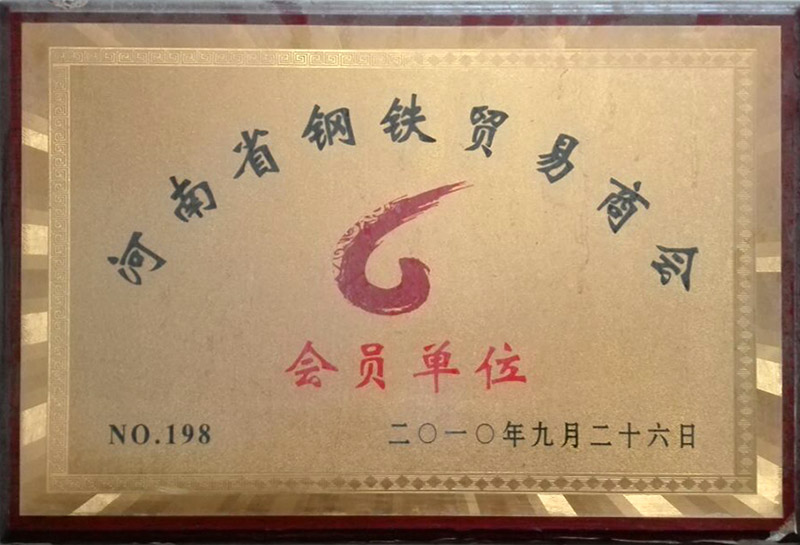 河南省钢铁贸易商会
会员单位
NO.198
二〇一〇年九月二十六日